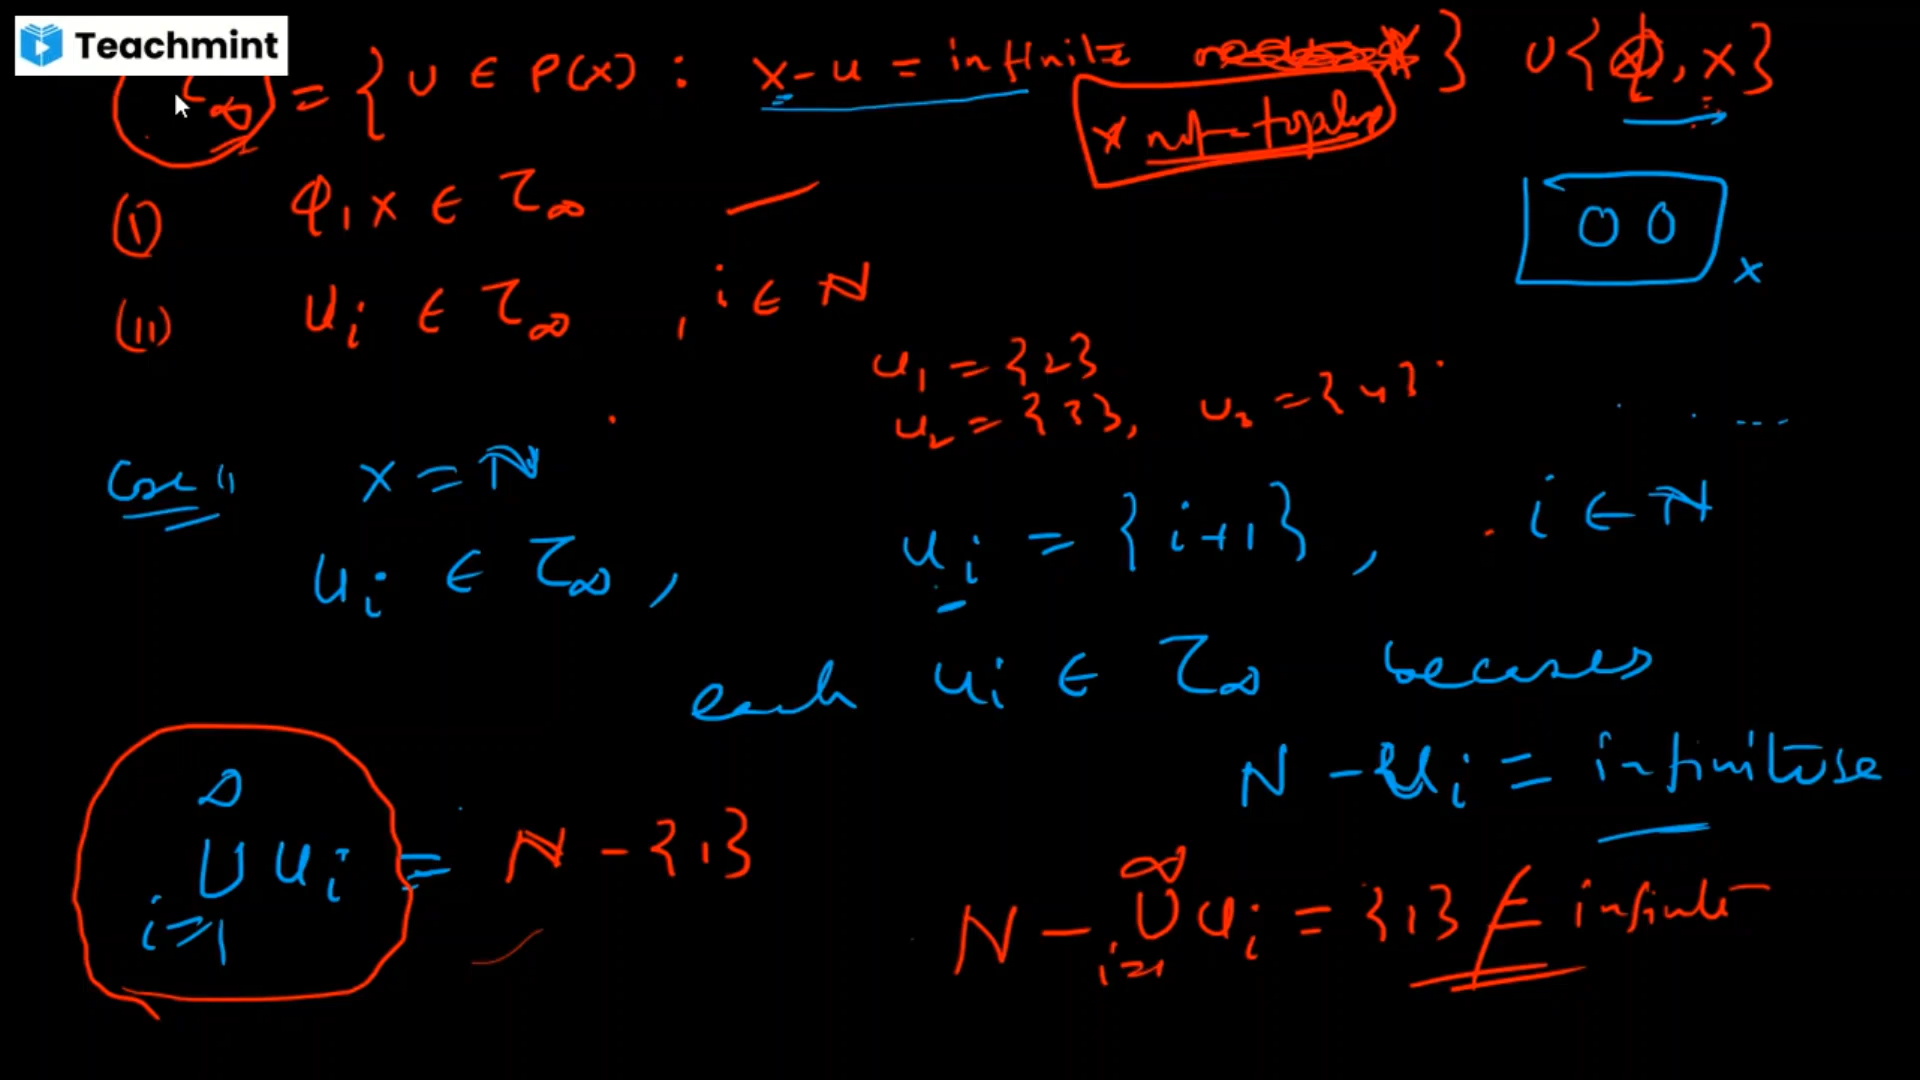 Teachmint
τ∞ = { U ∈ P(X) : X - U = infinite } ∪ {φ, X}
* not-topology
(I) φ, X ∈ τ∞
(II) Ui ∈ τ∞ , i ∈ N
X
U1 = {2}
U2 = {3}, U3 = {4}
....
Case I X = N
Ui ∈ τ∞ , Ui = {i+1} , i ∈ N
each Ui ∈ τ∞ becuses
N - Ui = infinite
∞ ∪ Ui i=1 = N - {1}
N - ∞ ∪ Ui i=1 = {1} ≠ infinite